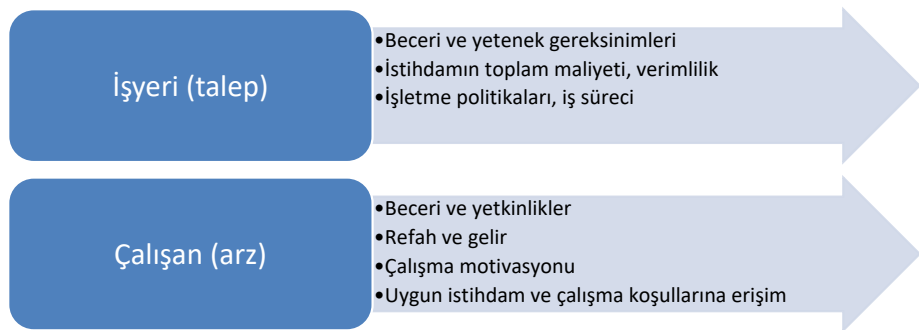 İşyeri (talep)
•Beceri ve yetenek gereksinimleri
•İstihdamın toplam maliyeti, verimlilik
•İşletme politikaları, iş süreci
Çalışan (arz)
•Beceri ve yetkinlikler
•Refah ve gelir
•Çalışma motivasyonu
•Uygun istihdam ve çalışma koşullarına erişim